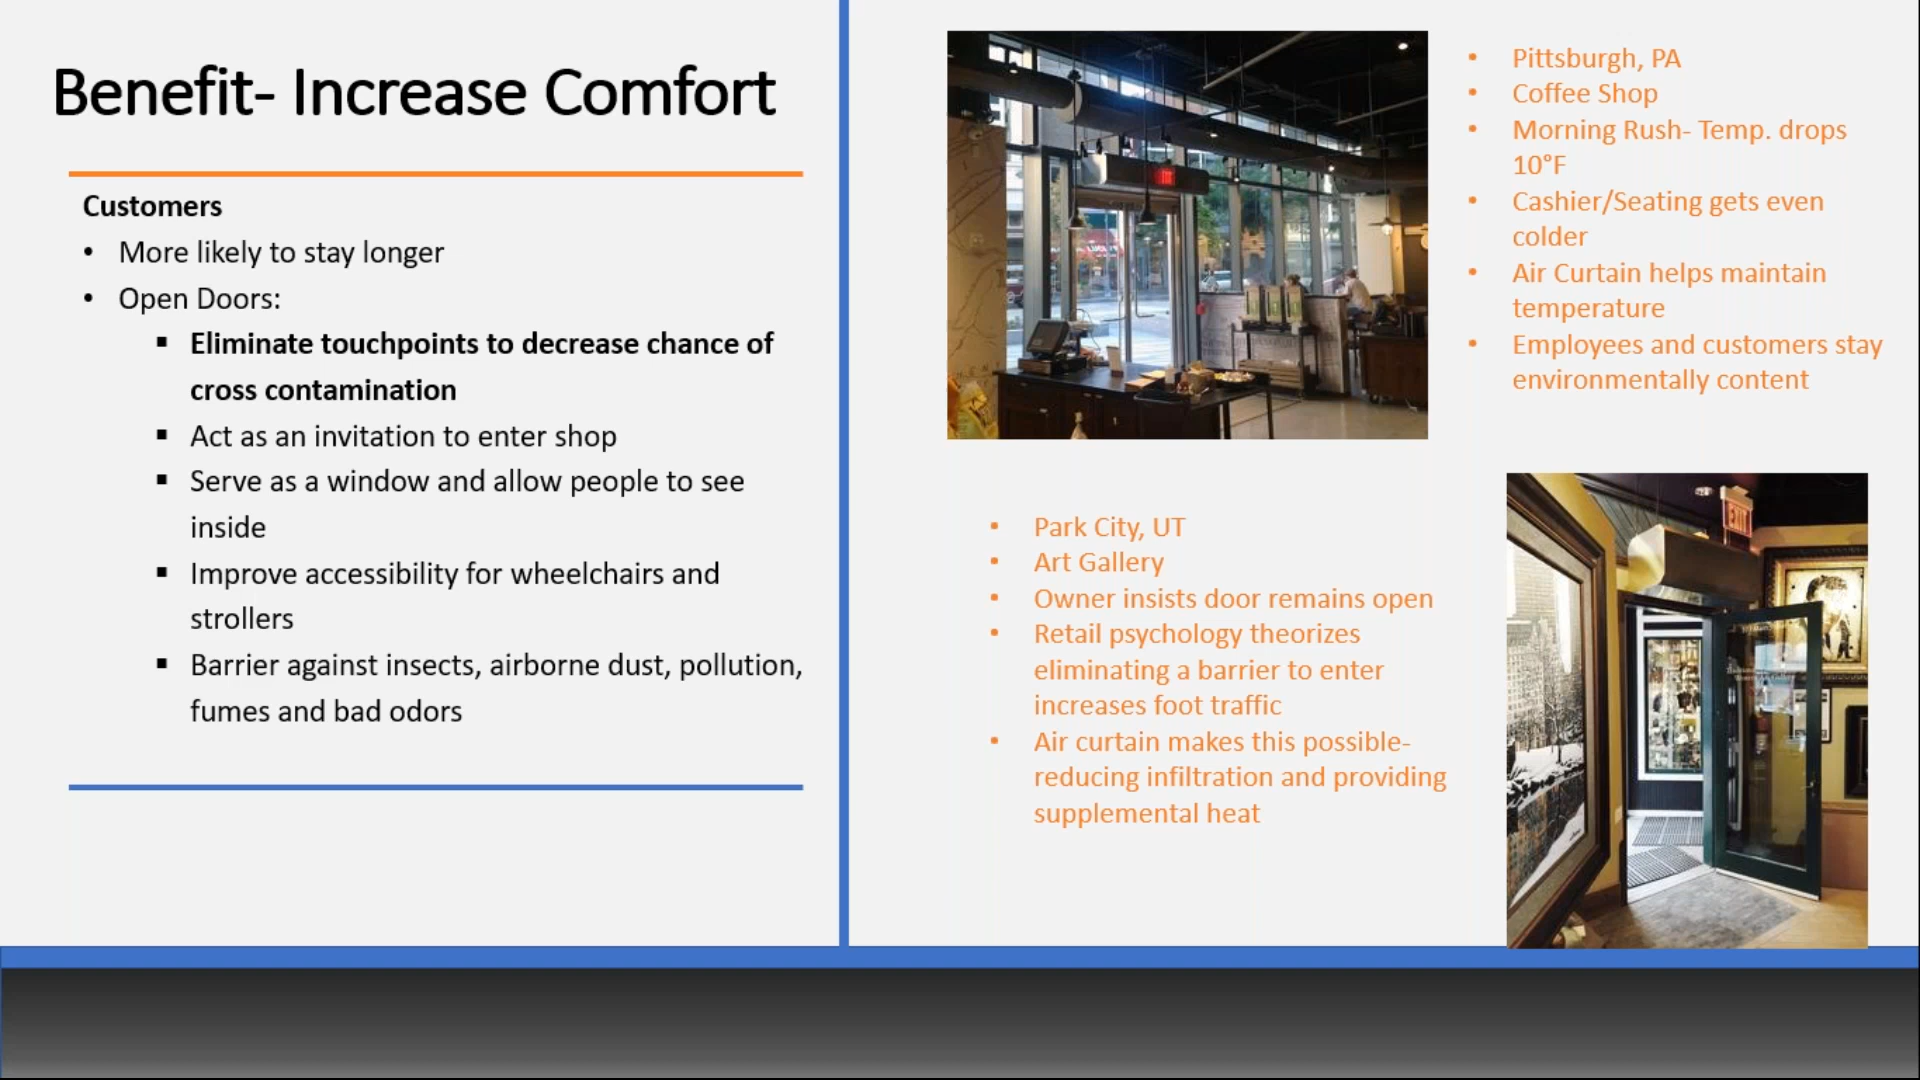 Benefit- Increase Comfort
Customers
• More likely to stay longer
• Open Doors:
▪ Eliminate touchpoints to decrease chance of
cross contamination
▪ Act as an invitation to enter shop
▪ Serve as a window and allow people to see
inside
▪ Improve accessibility for wheelchairs and
strollers
▪ Barrier against insects, airborne dust, pollution,
fumes and bad odors
• Pittsburgh, PA
• Coffee Shop
• Morning Rush- Temp. drops
10°F
• Cashier/Seating gets even
colder
• Air Curtain helps maintain
temperature
• Employees and customers stay
environmentally content
• Park City, UT
• Art Gallery
• Owner insists door remains open
• Retail psychology theorizes
eliminating a barrier to enter
increases foot traffic
• Air curtain makes this possible-
reducing infiltration and providing
supplemental heat
EXIT